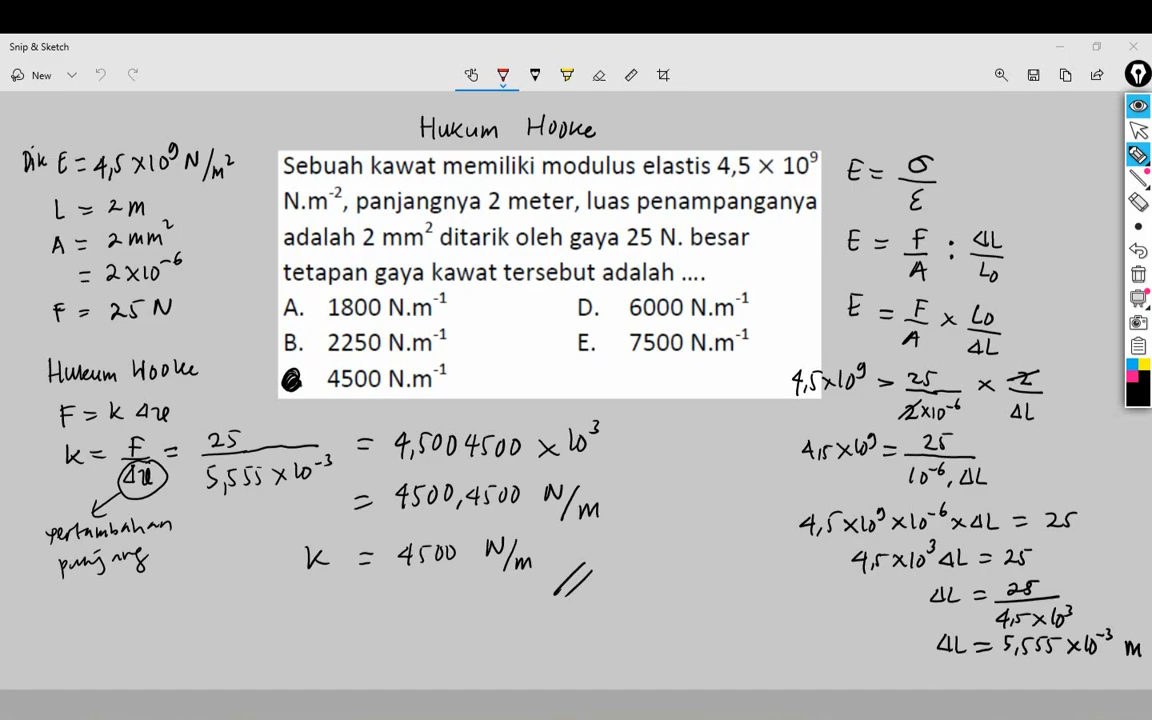 Snip & Sketch
New
Hukum Hooke
Dik E = 4,5 × 10⁹ N/m²
L = 2 m
A = 2 mm²
= 2 × 10⁻⁶
F = 25 N
Sebuah kawat memiliki modulus elastis 4,5 × 10⁹
N.m⁻², panjangnya 2 meter, luas penampanganya
adalah 2 mm² ditarik oleh gaya 25 N. besar
tetapan gaya kawat tersebut adalah ....
A. 1800 N.m⁻¹
B. 2250 N.m⁻¹
4500 N.m⁻¹
D. 6000 N.m⁻¹
E. 7500 N.m⁻¹
Hukum Hooke
F = k Δx
k = F/Δx = 25/5,555 × 10⁻³ = 4,5004500 × 10³
= 4500,4500 N/m
k = 4500 N/m
pertambahan
panjang
E = σ/ε
E = F/A : ΔL/L₀
E = F/A × L₀/ΔL
4,5×10⁹ = 25/2×10⁻⁶ × 2/ΔL
4,5×10⁹ = 25/10⁻⁶. ΔL
4,5×10⁹×10⁻⁶×ΔL = 25
4,5×10³ ΔL = 25
ΔL = 25/4,5×10³
ΔL = 5,555×10⁻³ m